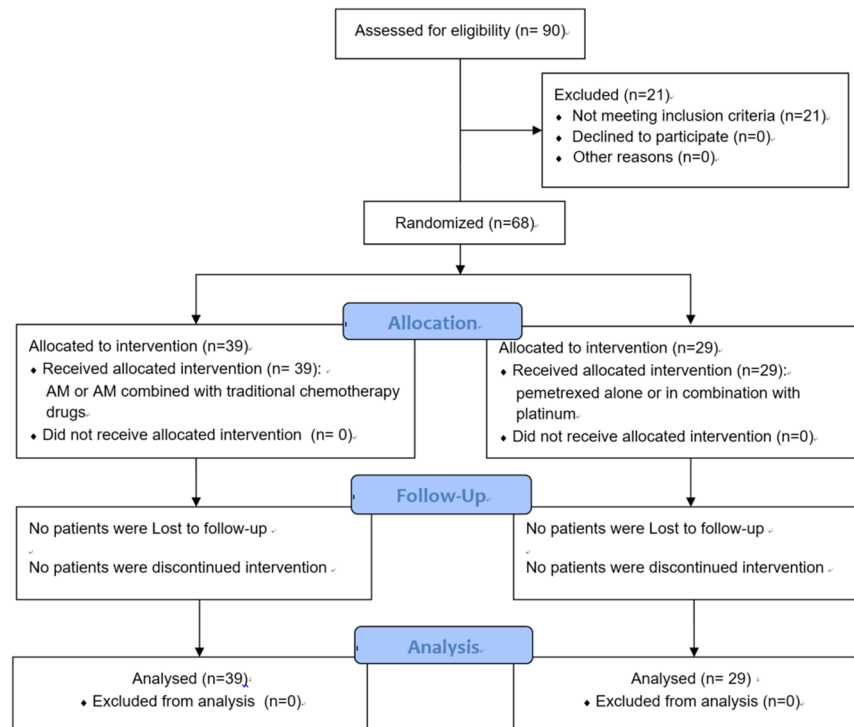 Assessed for eligibility (n= 90)
Excluded (n=21)
♦ Not meeting inclusion criteria (n=21)
♦ Declined to participate (n=0)
♦ Other reasons (n=0)
Randomized (n=68)
Allocation
Allocated to intervention (n=39)
♦ Received allocated intervention (n= 39):
AM or AM combined with traditional chemotherapy
drugs
♦ Did not receive allocated intervention (n= 0)
Allocated to intervention (n=29)
♦ Received allocated intervention (n=29):
pemetrexed alone or in combination with
platinum
♦ Did not receive allocated intervention (n=0)
Follow-Up
No patients were Lost to follow-up
No patients were discontinued intervention
No patients were Lost to follow-up
No patients were discontinued intervention
Analysis
Analysed (n=39)
♦ Excluded from analysis (n=0)
Analysed (n= 29)
♦ Excluded from analysis (n=0)